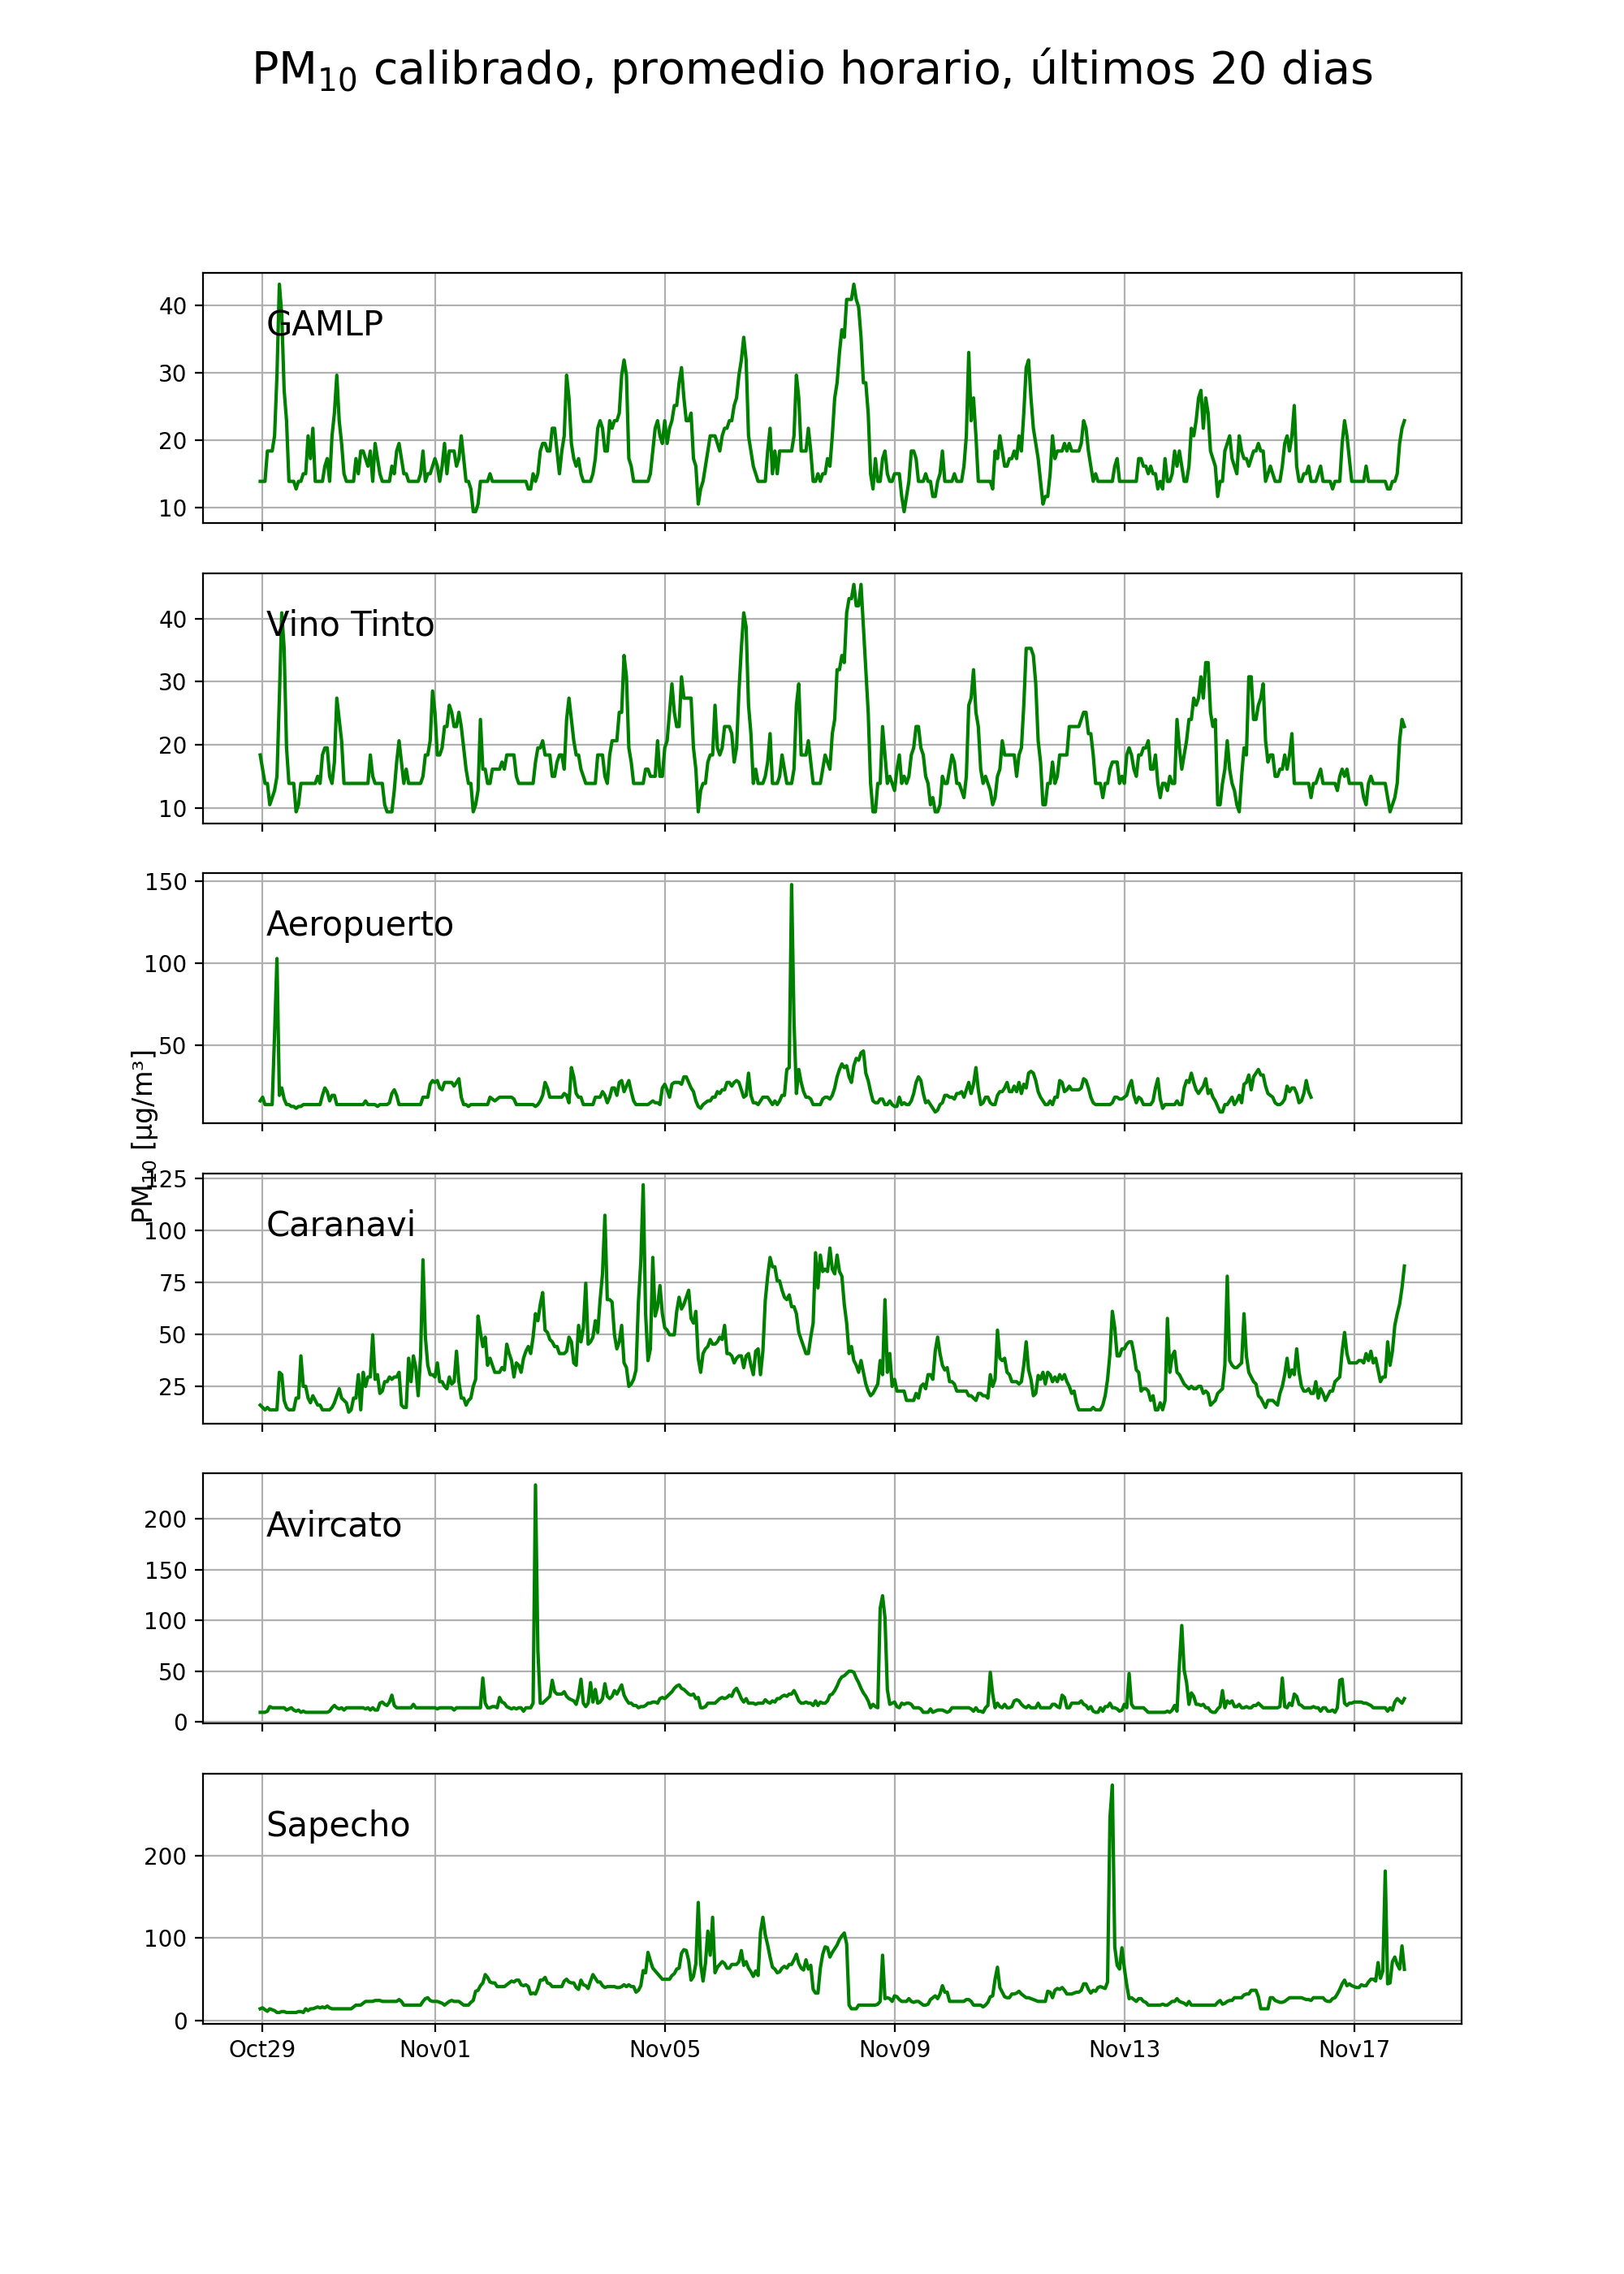 PM₁₀ calibrado, promedio horario, últimos 20 dias
40
GAMLP
30
20
10
40
Vino Tinto
30
20
10
150
Aeropuerto
100
50
PM₁₀ [µg/m³]
125
Caranavi
100
75
50
25
200
Avircato
150
100
50
0
Sapecho
200
100
0
Oct29 Nov01 Nov05 Nov09 Nov13 Nov17